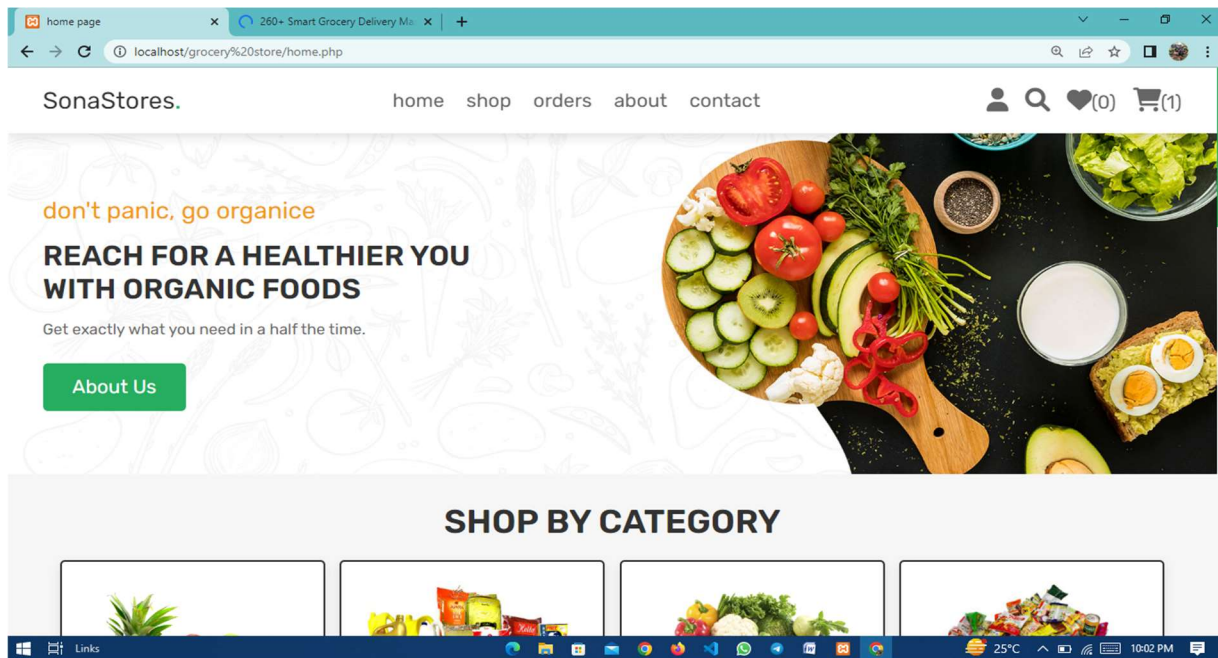 home page
260+ Smart Grocery Delivery Ma
localhost/grocery%20store/home.php
SonaStores.
home shop orders about contact
(0) (1)
don't panic, go organice
REACH FOR A HEALTHIER YOU
WITH ORGANIC FOODS
Get exactly what you need in a half the time.
About Us
SHOP BY CATEGORY
Links
25°C
10:02 PM